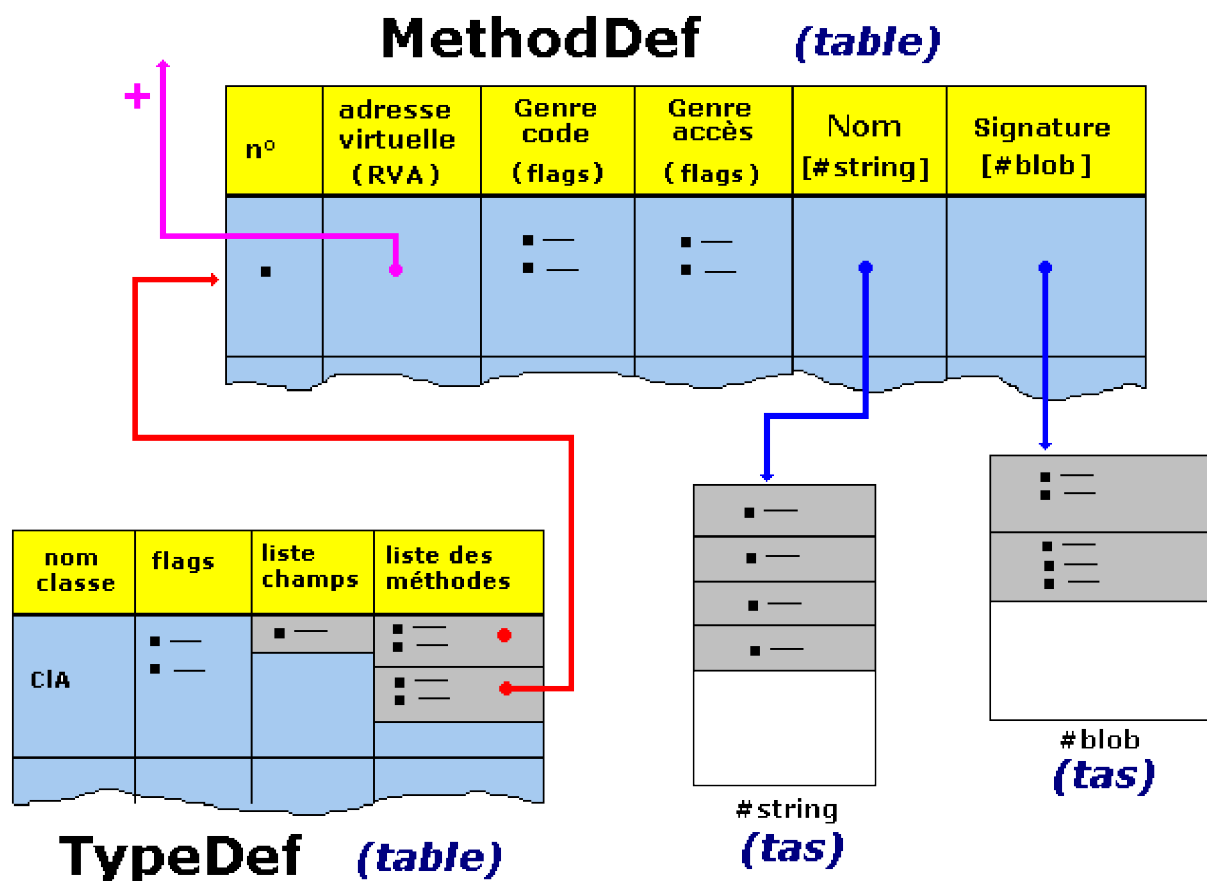 MethodDef (table)
+
n°
adresse
virtuelle
(RVA)
Genre
code
(flags)
Genre
accès
(flags)
Nom
[#string]
Signature
[#blob]
nom
classe
flags
liste
champs
liste des
méthodes
ClA
TypeDef (table)
#string
(tas)
#blob
(tas)